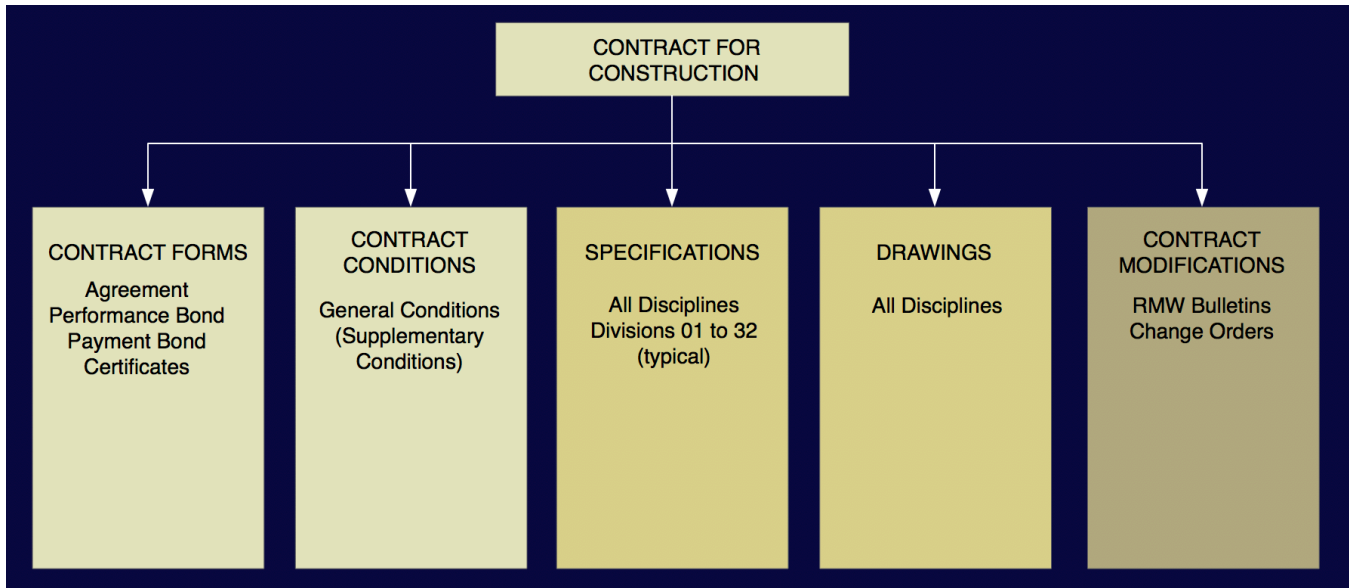 CONTRACT FOR
CONSTRUCTION
CONTRACT FORMS
Agreement
Performance Bond
Payment Bond
Certificates
CONTRACT
CONDITIONS
General Conditions
(Supplementary
Conditions)
SPECIFICATIONS
All Disciplines
Divisions 01 to 32
(typical)
DRAWINGS
All Disciplines
CONTRACT
MODIFICATIONS
RMW Bulletins
Change Orders